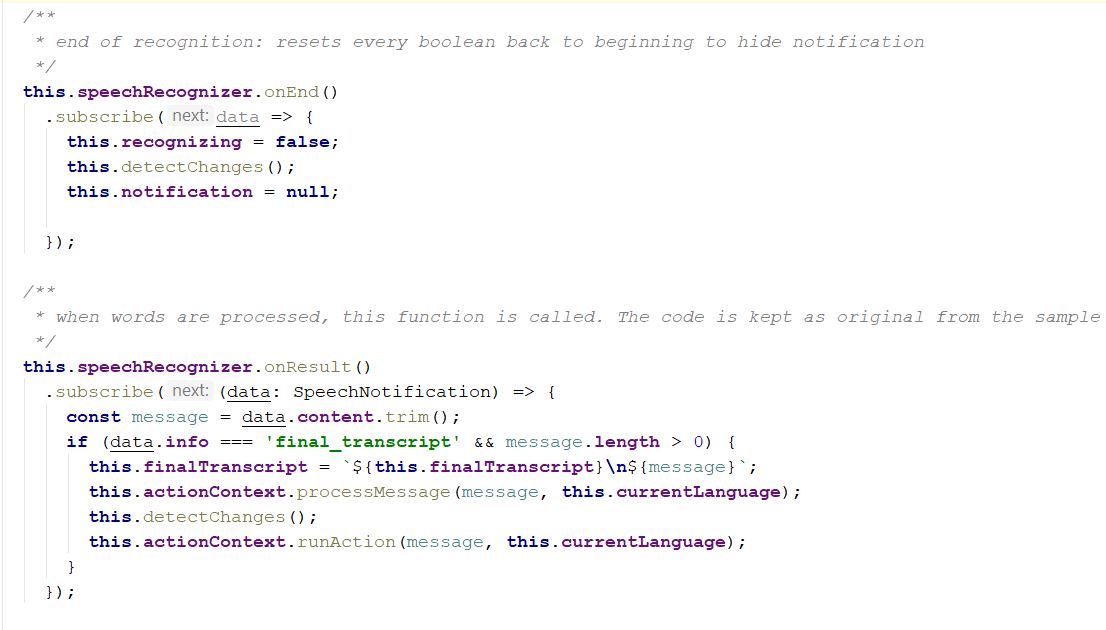 /**
 * end of recognition: resets every boolean back to beginning to hide notification
 */
this.speechRecognizer.onEnd()
  .subscribe( next: data => {
    this.recognizing = false;
    this.detectChanges();
    this.notification = null;

  });

/**
 * when words are processed, this function is called. The code is kept as original from the sample
 */
this.speechRecognizer.onResult()
  .subscribe( next: (data: SpeechNotification) => {
    const message = data.content.trim();
    if (data.info === 'final_transcript' && message.length > 0) {
      this.finalTranscript = `${this.finalTranscript}\n${message}`;
      this.actionContext.processMessage(message, this.currentLanguage);
      this.detectChanges();
      this.actionContext.runAction(message, this.currentLanguage);
    }
  });